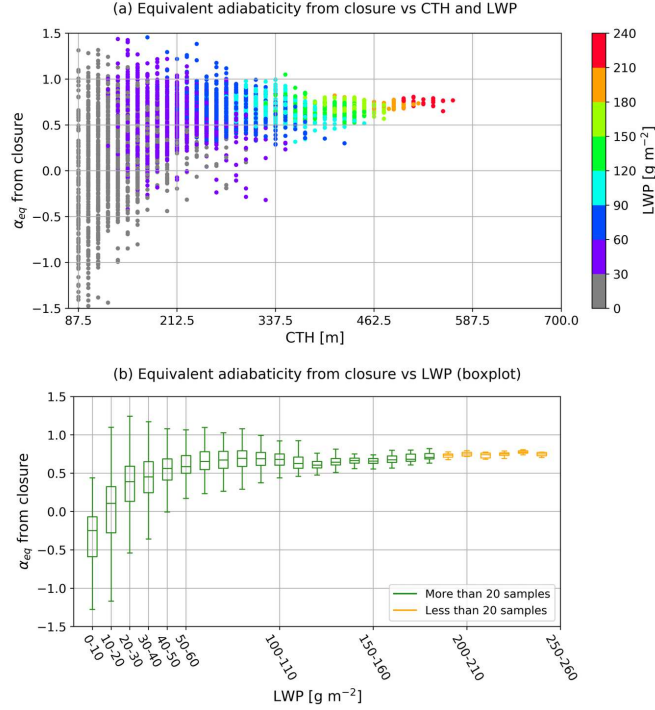 (a) Equivalent adiabaticity from closure vs CTH and LWP
1.5
1.0
0.5
0.0
−0.5
−1.0
−1.5
α_eq from closure
87.5 212.5 337.5 462.5 587.5 700.0
CTH [m]
240
210
180
150
120
90
60
30
0
LWP [g m⁻²]
(b) Equivalent adiabaticity from closure vs LWP (boxplot)
1.5
1.0
0.5
0.0
−0.5
−1.0
−1.5
α_eq from closure
More than 20 samples
Less than 20 samples
0-10 10-20 20-30 30-40 40-50 50-60 100-110 150-160 200-210 250-260
LWP [g m⁻²]